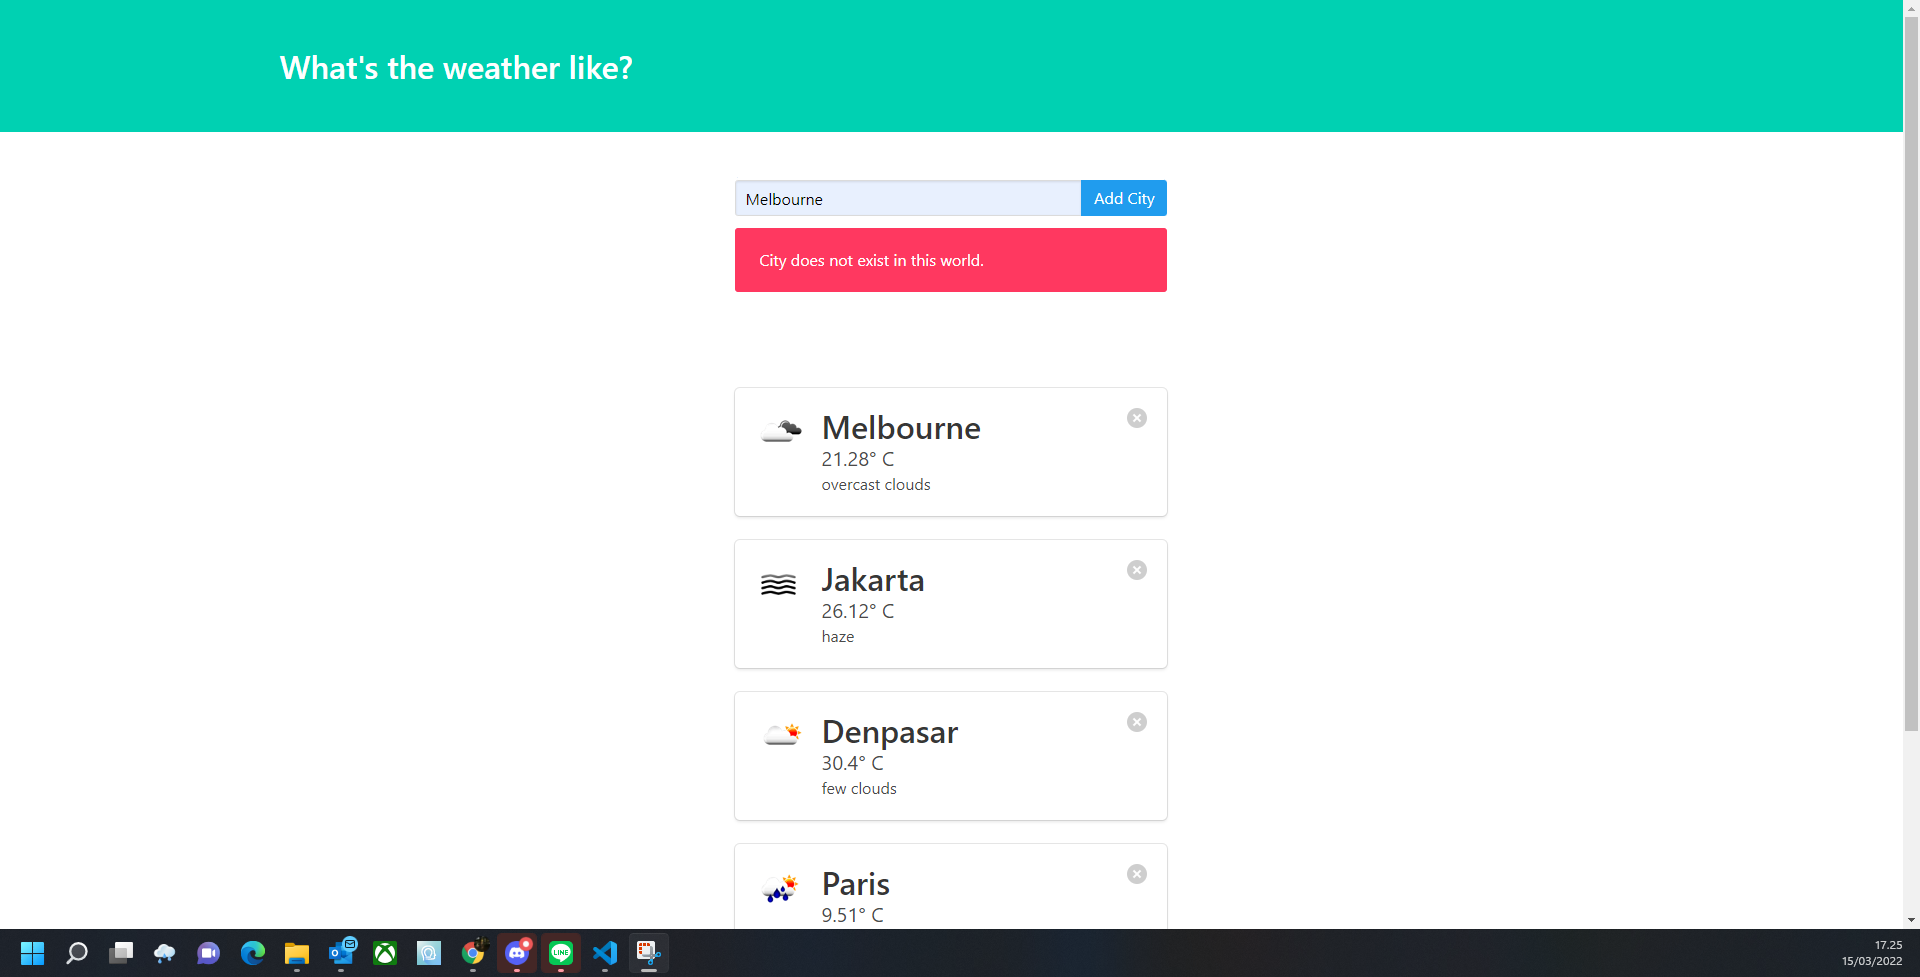 What's the weather like?
Melbourne
Add City
City does not exist in this world.
Melbourne
21.28° C
overcast clouds
Jakarta
26.12° C
haze
Denpasar
30.4° C
few clouds
Paris
9.51° C
LINE
17.25
15/03/2022